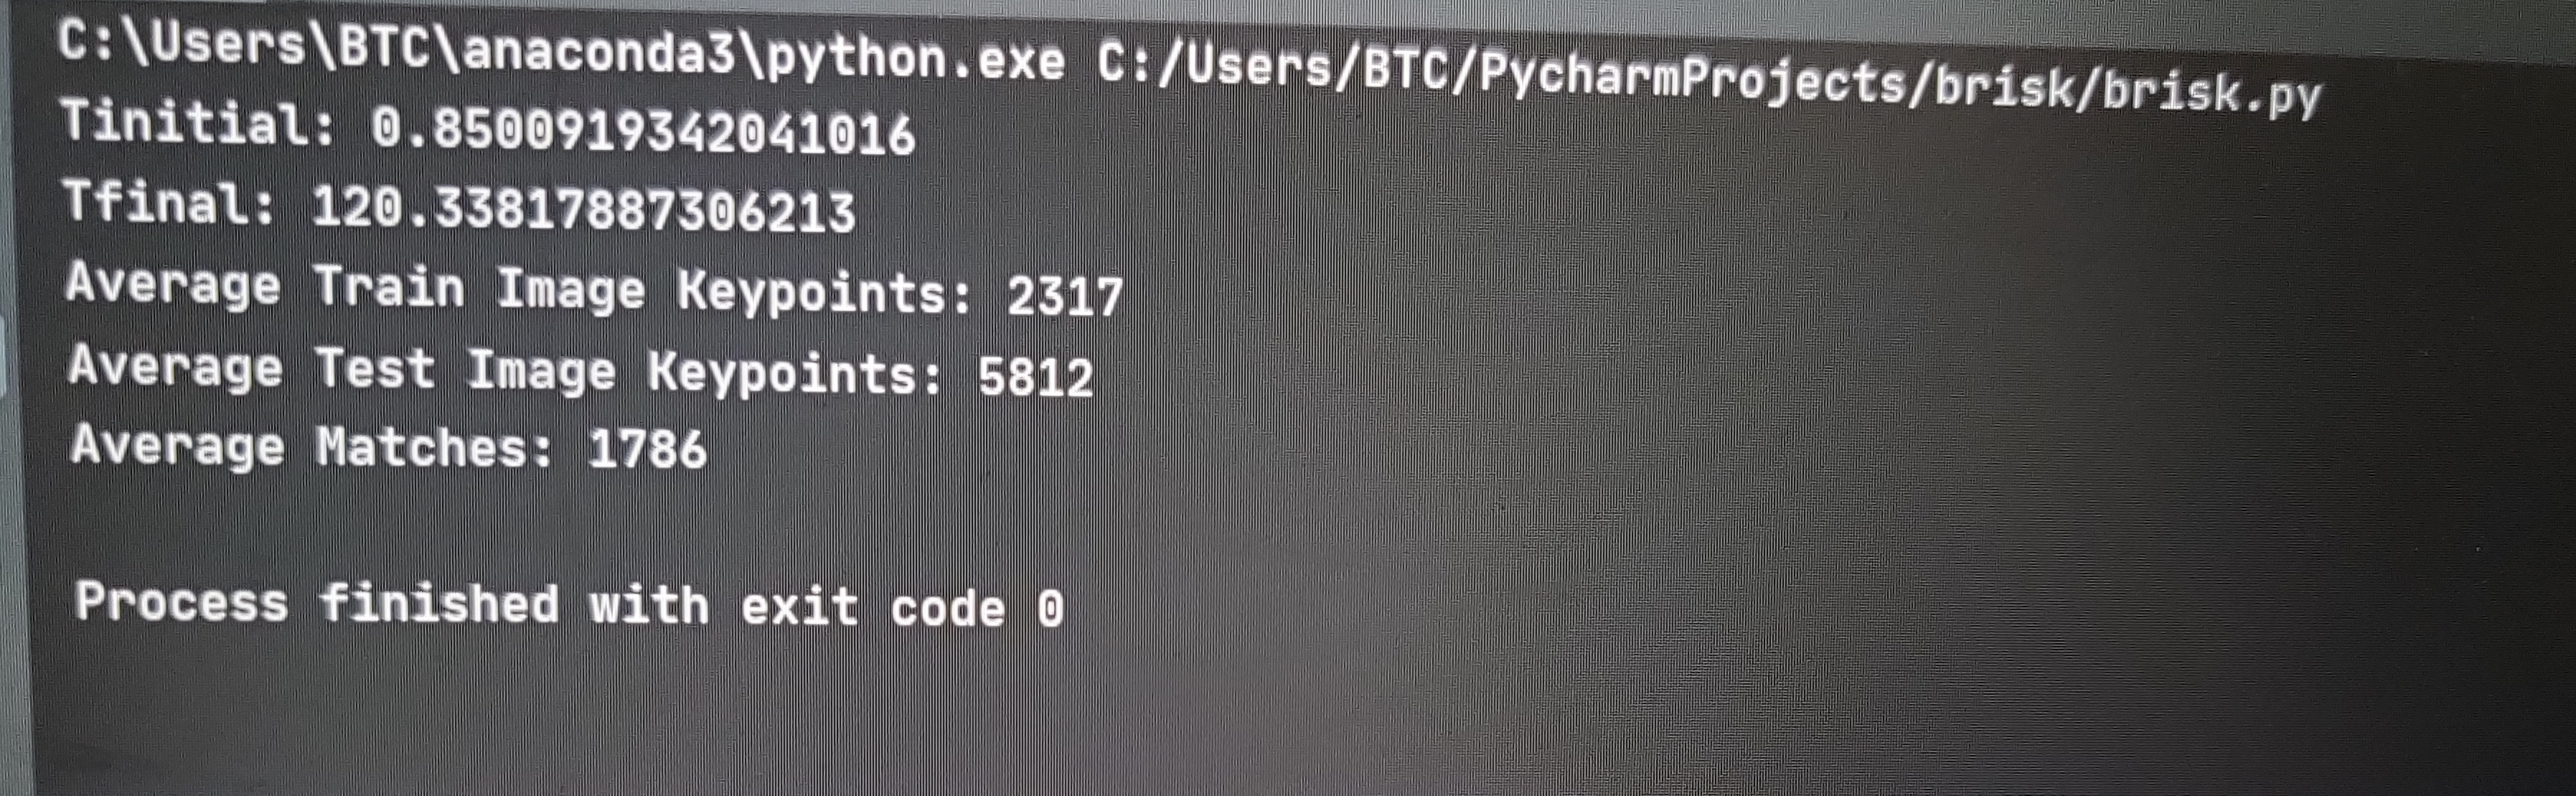 C:\Users\BTC\anaconda3\python.exe C:/Users/BTC/PycharmProjects/brisk/brisk.py
Tinitial: 0.8500919342041016
Tfinal: 120.33817887306213
Average Train Image Keypoints: 2317
Average Test Image Keypoints: 5812
Average Matches: 1786
Process finished with exit code 0